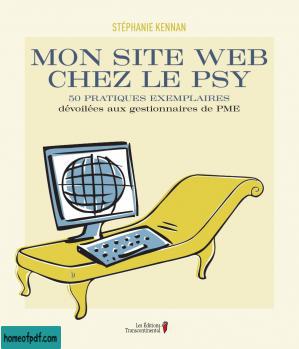 STÉPHANIE KENNAN
MON SITE WEB
CHEZ LE PSY
50 PRATIQUES EXEMPLAIRES
dévoilées aux gestionnaires de PME
Les Éditions
Transcontinental
homeofpdf.com